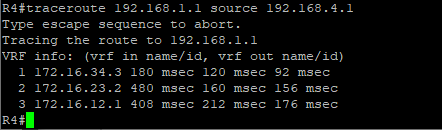 R4#traceroute 192.168.1.1 source 192.168.4.1
Type escape sequence to abort.
Tracing the route to 192.168.1.1
VRF info: (vrf in name/id, vrf out name/id)
1 172.16.34.3 180 msec 120 msec 92 msec
2 172.16.23.2 480 msec 160 msec 156 msec
3 172.16.12.1 408 msec 212 msec 176 msec
R4#